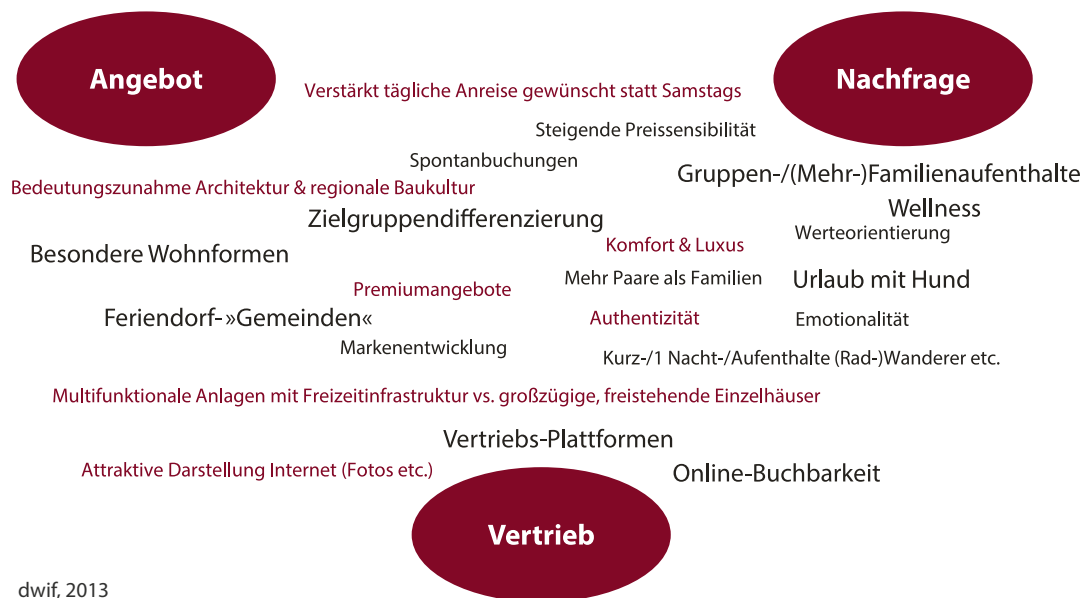 Angebot
Nachfrage
Verstärkt tägliche Anreise gewünscht statt Samstags
Steigende Preissensibilität
Spontanbuchungen
Gruppen-/(Mehr-)Familienaufenthalte
Bedeutungszunahme Architektur & regionale Baukultur
Wellness
Zielgruppendifferenzierung
Werteorientierung
Komfort & Luxus
Besondere Wohnformen
Mehr Paare als Familien
Urlaub mit Hund
Premiumangebote
Feriendorf-»Gemeinden«
Authentizität
Emotionalität
Markenentwicklung
Kurz-/1 Nacht-/Aufenthalte (Rad-)Wanderer etc.
Multifunktionale Anlagen mit Freizeitinfrastruktur vs. großzügige, freistehende Einzelhäuser
Vertriebs-Plattformen
Attraktive Darstellung Internet (Fotos etc.)
Online-Buchbarkeit
Vertrieb
dwif, 2013